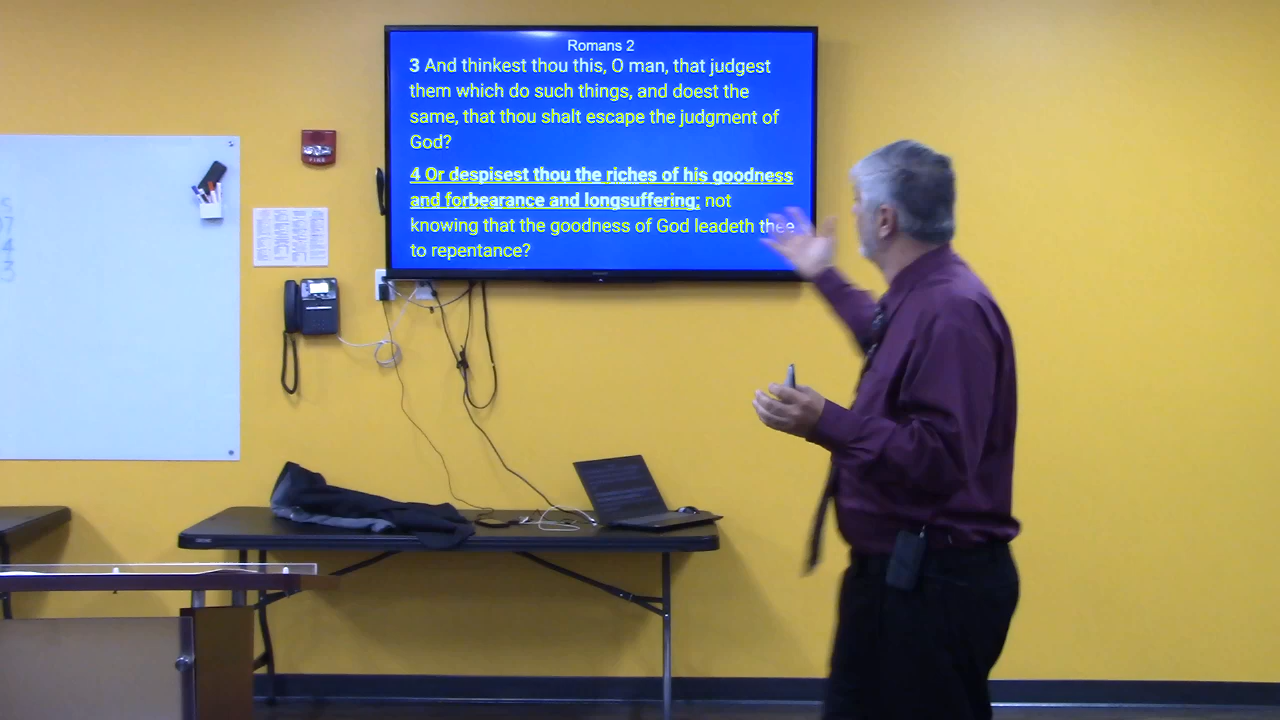 Romans 2
3 And thinkest thou this, O man, that judgest
them which do such things, and doest the
same, that thou shalt escape the judgment of
God?
4 Or despisest thou the riches of his goodness
and forbearance and longsuffering; not
knowing that the goodness of God leadeth thee
to repentance?
FIRE